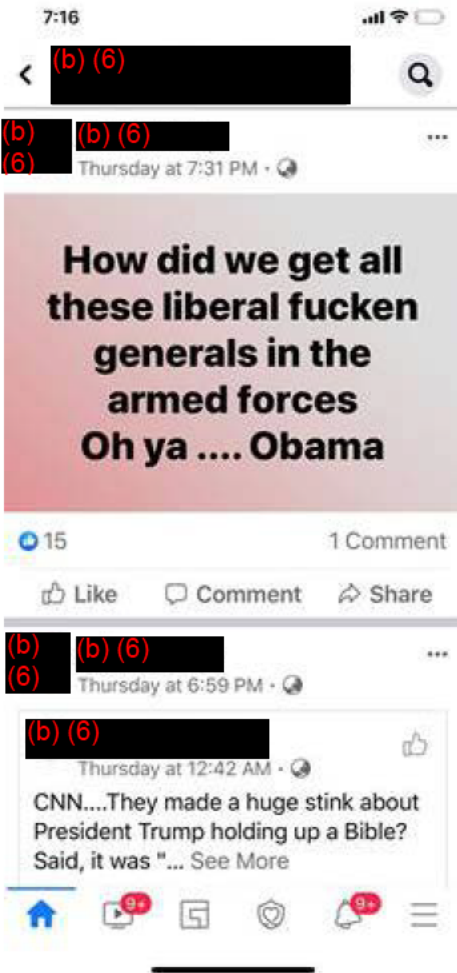 7:16
(b) (6)
(b) (6)
(b) (6)
Thursday at 7:31 PM ·
How did we get all
these liberal fucken
generals in the
armed forces
Oh ya .... Obama
15
1 Comment
Like
Comment
Share
(b) (6)
(b) (6)
Thursday at 6:59 PM ·
(b) (6)
Thursday at 12:42 AM ·
CNN....They made a huge stink about
President Trump holding up a Bible?
Said, it was "... See More
9+
9+